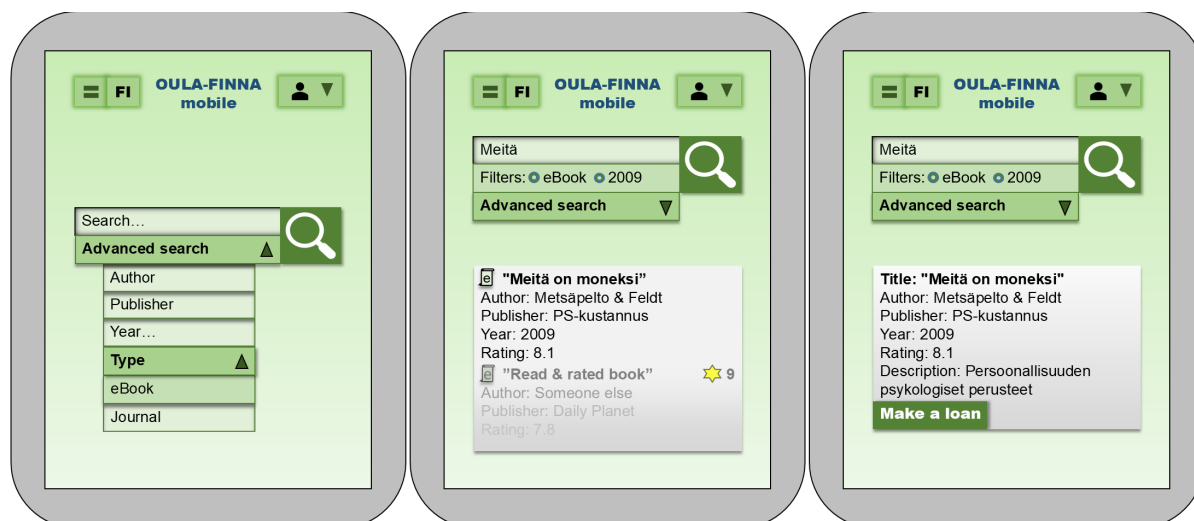 FI
OULA-FINNA
mobile
Search…
Advanced search
Author
Publisher
Year…
Type
eBook
Journal
FI
OULA-FINNA
mobile
Meitä
Filters: eBook 2009
Advanced search
e "Meitä on moneksi”
Author: Metsäpelto & Feldt
Publisher: PS-kustannus
Year: 2009
Rating: 8.1
e ”Read & rated book” 9
Author: Someone else
Publisher: Daily Planet
Rating: 7.8
FI
OULA-FINNA
mobile
Meitä
Filters: eBook 2009
Advanced search
Title: "Meitä on moneksi"
Author: Metsäpelto & Feldt
Publisher: PS-kustannus
Year: 2009
Rating: 8.1
Description: Persoonallisuuden
psykologiset perusteet
Make a loan